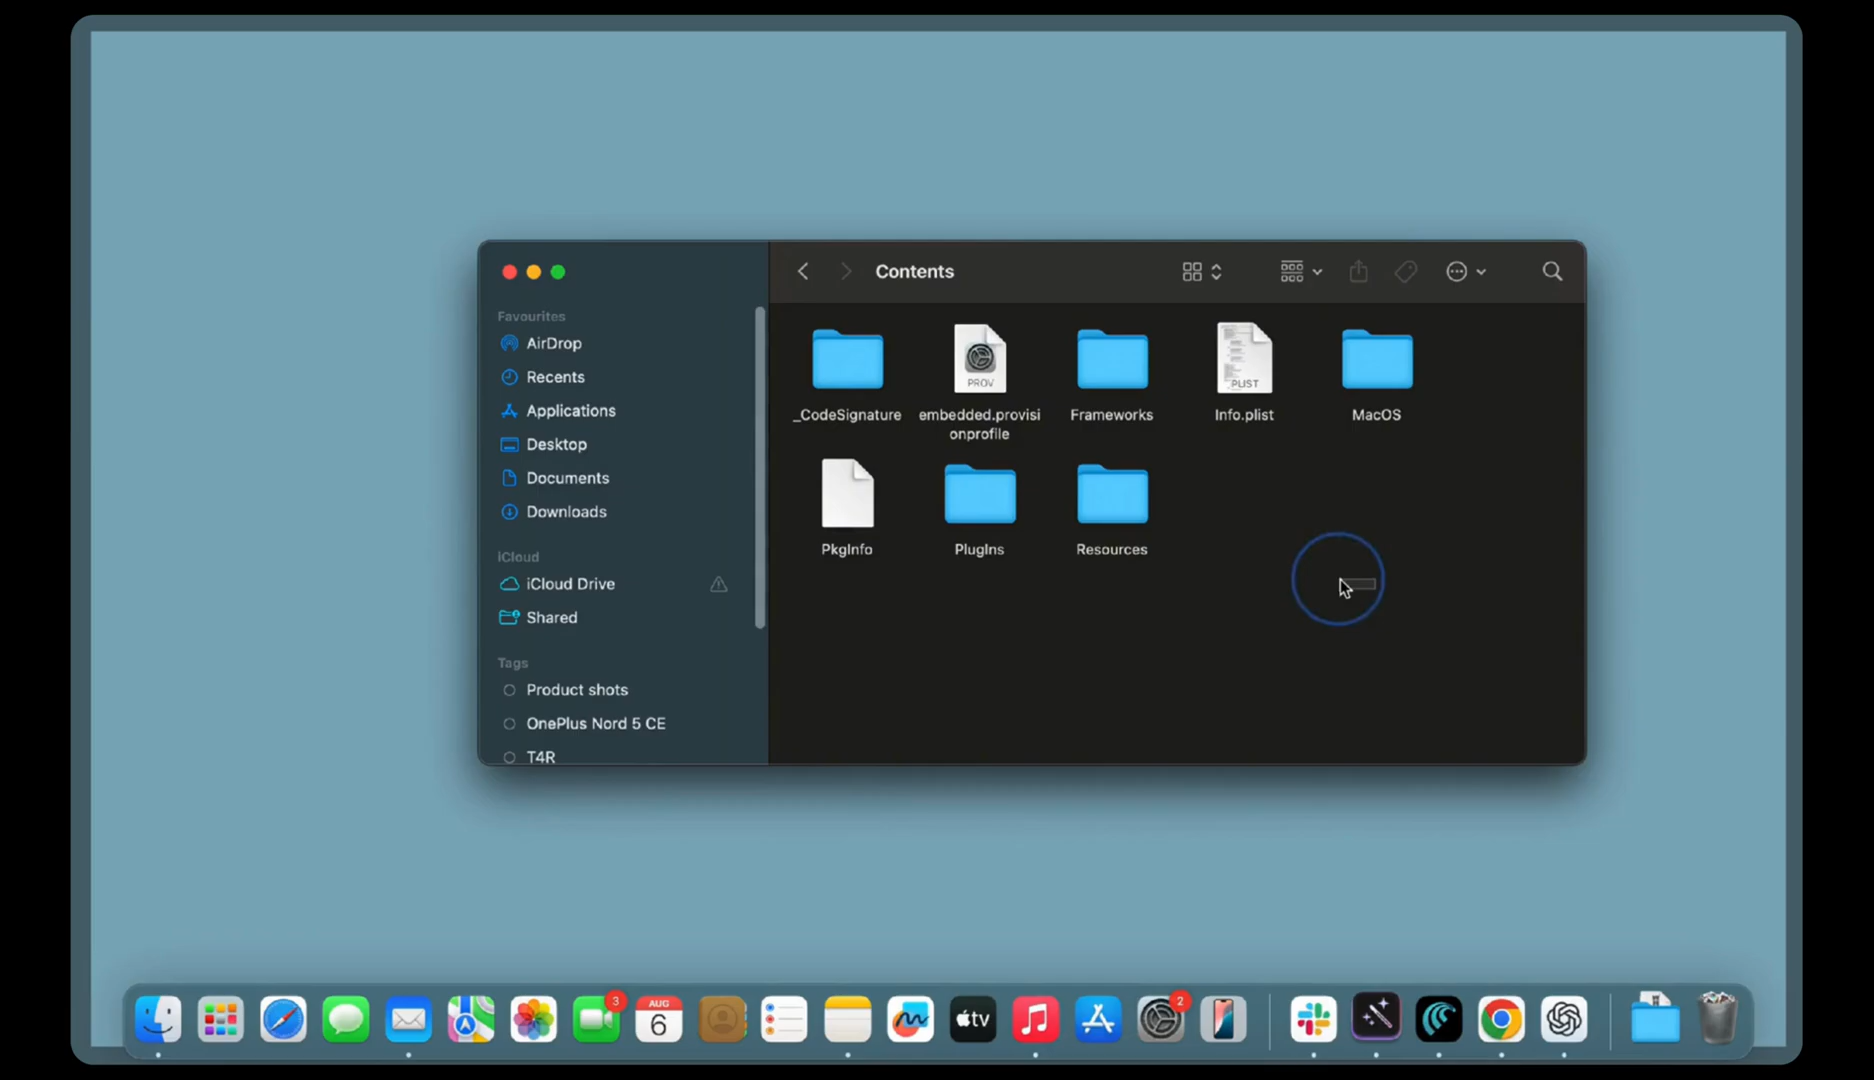 Contents
Favourites
AirDrop
Recents
Applications
Desktop
Documents
Downloads
iCloud
iCloud Drive
Shared
Tags
Product shots
OnePlus Nord 5 CE
T4R
PROV
PLIST
_CodeSignature
embedded.provisi
onprofile
Frameworks
Info.plist
MacOS
PkgInfo
PlugIns
Resources
3
AUG
6
tv
2